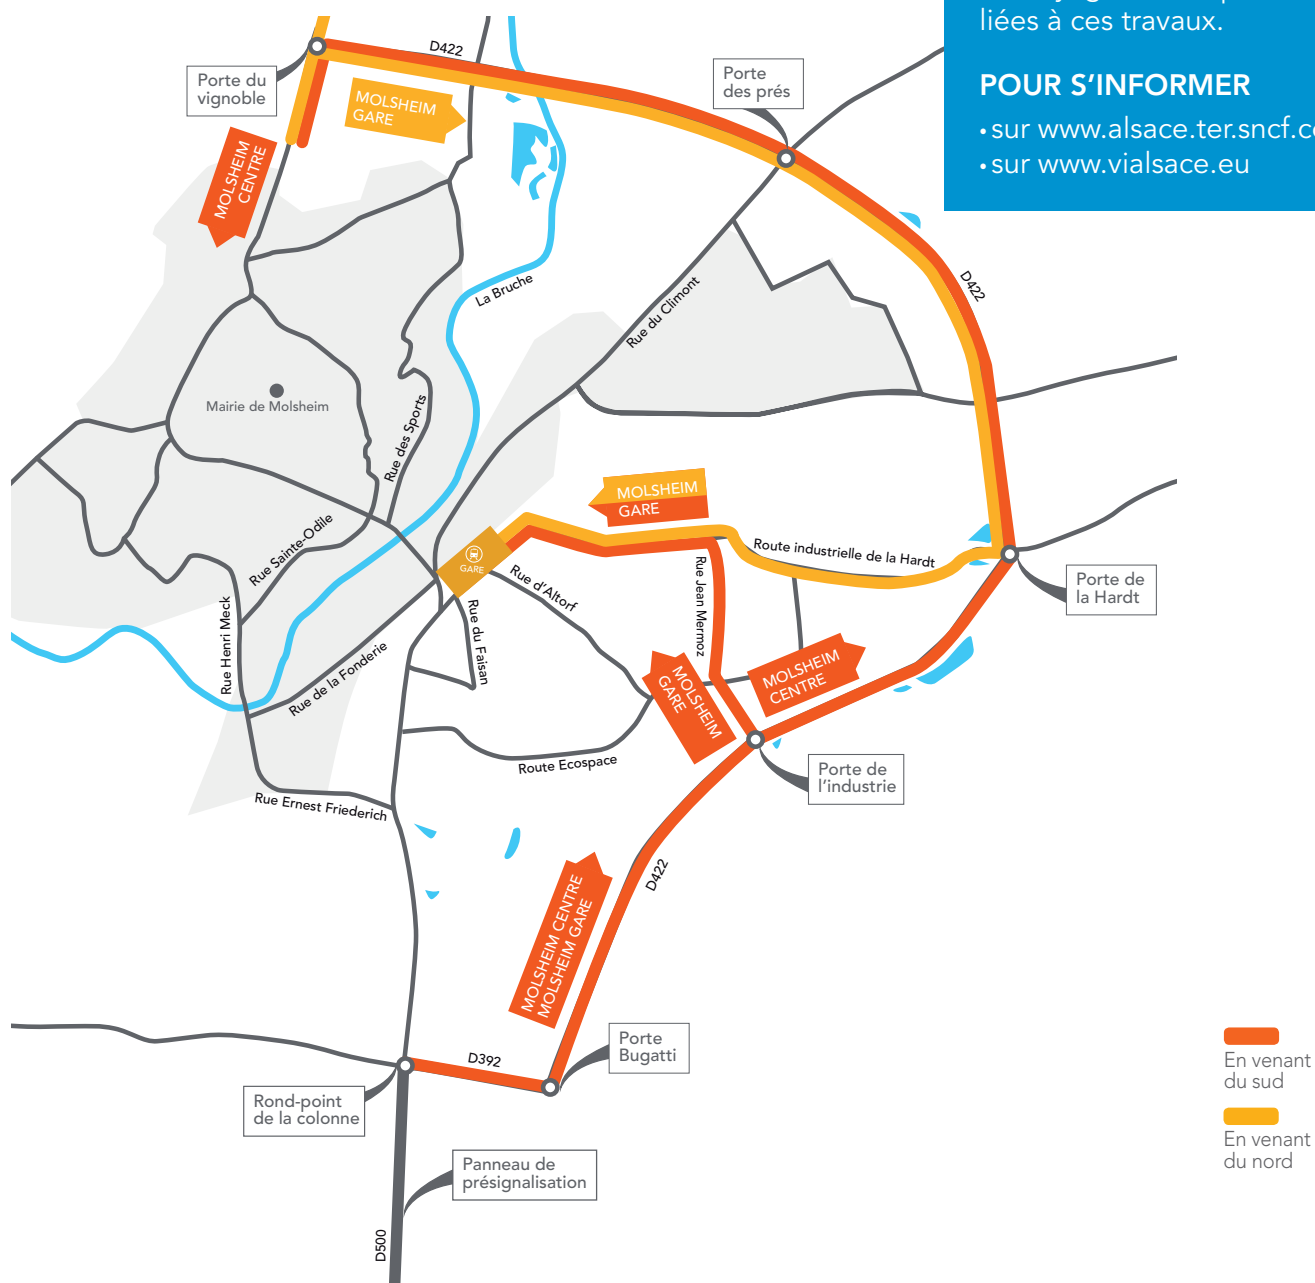 liées à ces travaux.
POUR S'INFORMER
• sur www.alsace.ter.sncf.c
• sur www.vialsace.eu
D422
Porte du
vignoble
MOLSHEIM
GARE
Porte
des prés
MOLSHEIM
CENTRE
La Bruche
Rue du Climont
D422
Mairie de Molsheim
Rue des Sports
MOLSHEIM
GARE
Rue Sainte-Odile
Route industrielle de la Hardt
GARE
Rue d'Altorf
Rue Jean Mermoz
Porte de
la Hardt
Rue Henri Meck
Rue du Faisan
Rue de la Fonderie
MOLSHEIM
GARE
MOLSHEIM
CENTRE
Route Ecospace
Porte de
l'industrie
Rue Ernest Friederich
D422
MOLSHEIM CENTRE
MOLSHEIM GARE
D392
Porte
Bugatti
Rond-point
de la colonne
Panneau de
présignalisation
D500
En venant
du sud
En venant
du nord